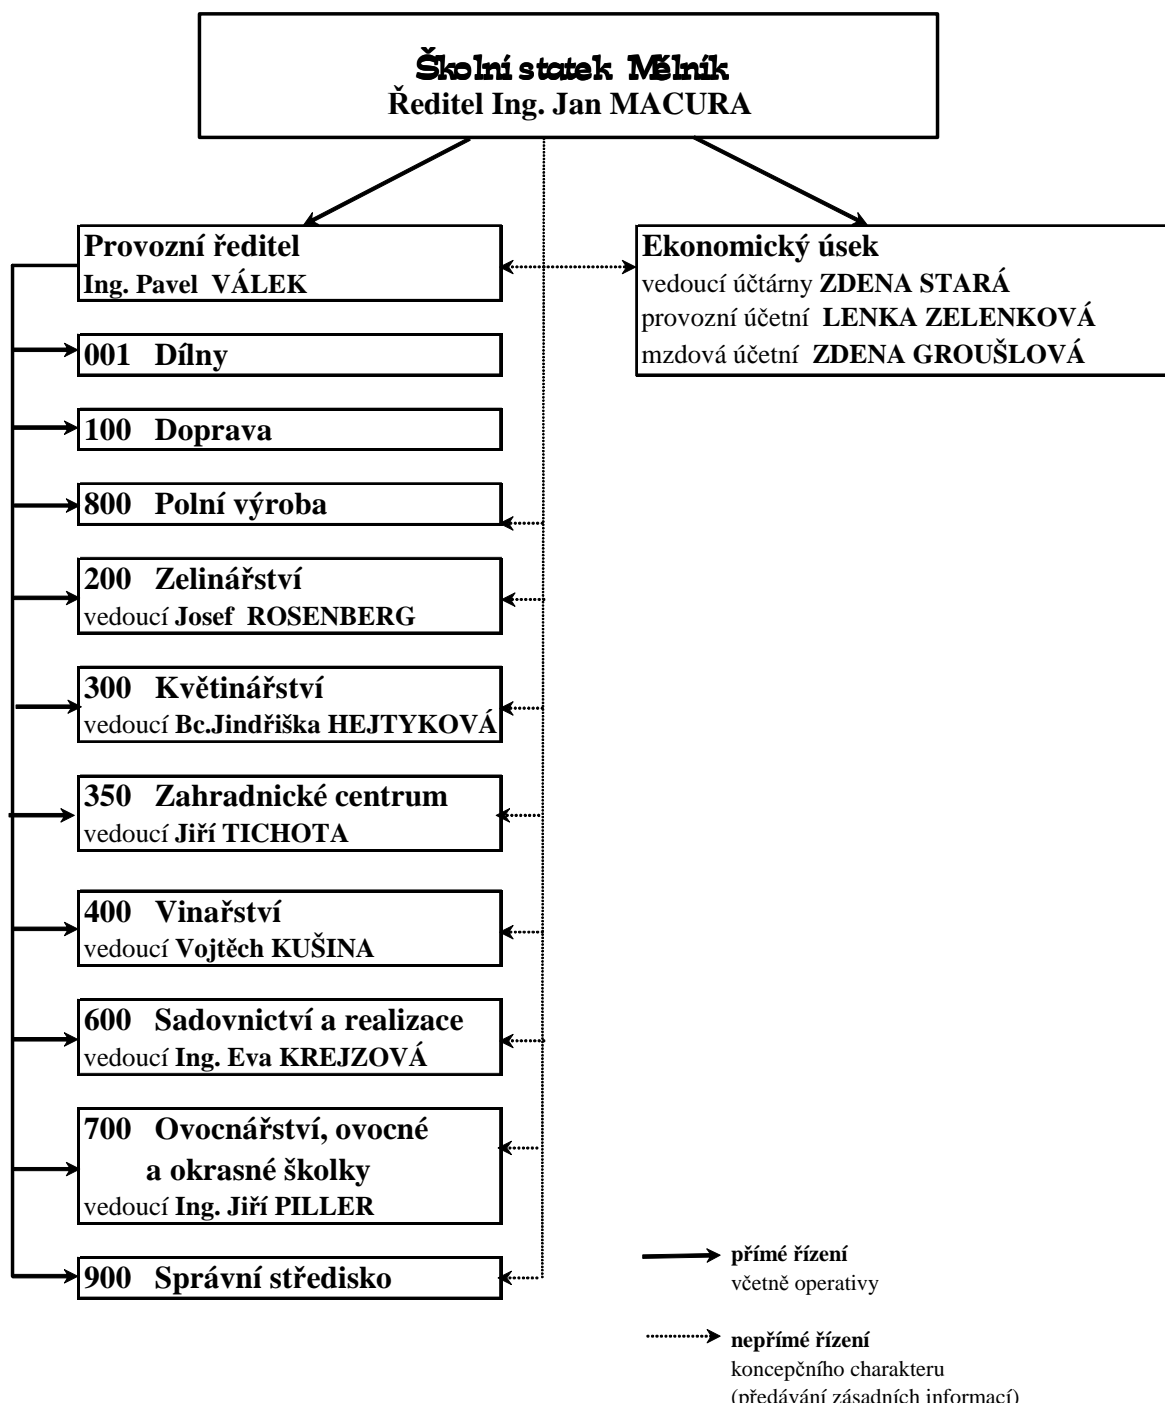 Školní statek Mělník
Ředitel Ing. Jan MACURA
Provozní ředitel
Ing. Pavel VÁLEK
Ekonomický úsek
vedoucí účtárny ZDENA STARÁ
provozní účetní LENKA ZELENKOVÁ
mzdová účetní ZDENA GROUŠLOVÁ
001 Dílny
100 Doprava
800 Polní výroba
200 Zelinářství
vedoucí Josef ROSENBERG
300 Květinářství
vedoucí Bc.Jindřiška HEJTYKOVÁ
350 Zahradnické centrum
vedoucí Jiří TICHOTA
400 Vinařství
vedoucí Vojtěch KUŠINA
600 Sadovnictví a realizace
vedoucí Ing. Eva KREJZOVÁ
700 Ovocnářství, ovocné
a okrasné školky
vedoucí Ing. Jiří PILLER
900 Správní středisko
přímé řízení
včetně operativy
nepřímé řízení
koncepčního charakteru
(předávání zásadních informací)